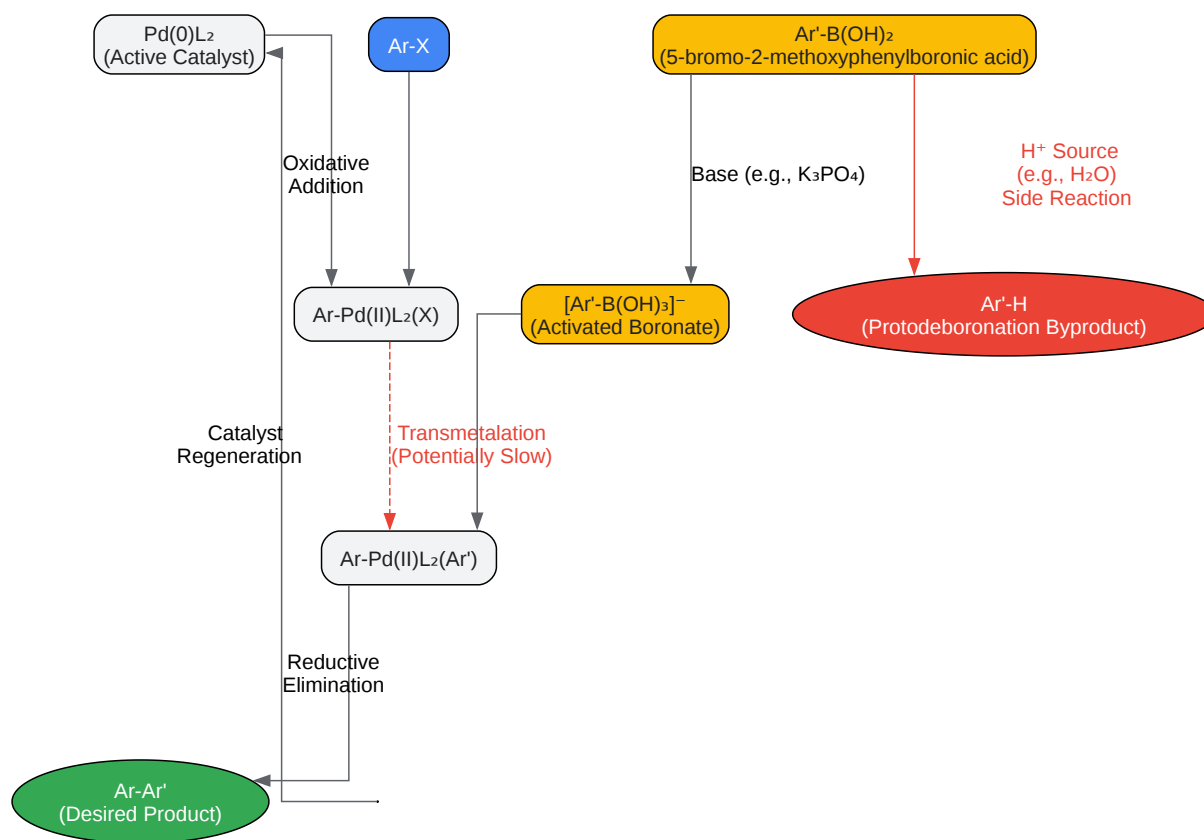 Pd(0)L₂
(Active Catalyst)
Ar-X
Ar'-B(OH)₂
(5-bromo-2-methoxyphenylboronic acid)
Oxidative
Addition
Base (e.g., K₃PO₄)
H⁺ Source
(e.g., H₂O)
Side Reaction
Ar-Pd(II)L₂(X)
[Ar'-B(OH)₃]⁻
(Activated Boronate)
Ar'-H
(Protodeboronation Byproduct)
Catalyst
Regeneration
Transmetalation
(Potentially Slow)
Ar-Pd(II)L₂(Ar')
Reductive
Elimination
Ar-Ar'
(Desired Product)